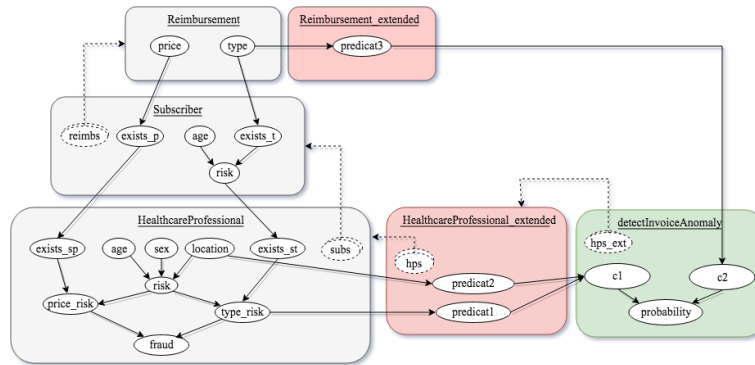 Reimbursement
price
type
Reimbursement_extended
predicat3
Subscriber
reimbs
exists_p
age
exists_t
risk
HealthcareProfessional
exists_sp
age
sex
location
exists_st
subs
risk
price_risk
type_risk
fraud
HealthcareProfessional_extended
hps
predicat2
predicat1
detectInvoiceAnomaly
hps_ext
c1
c2
probability